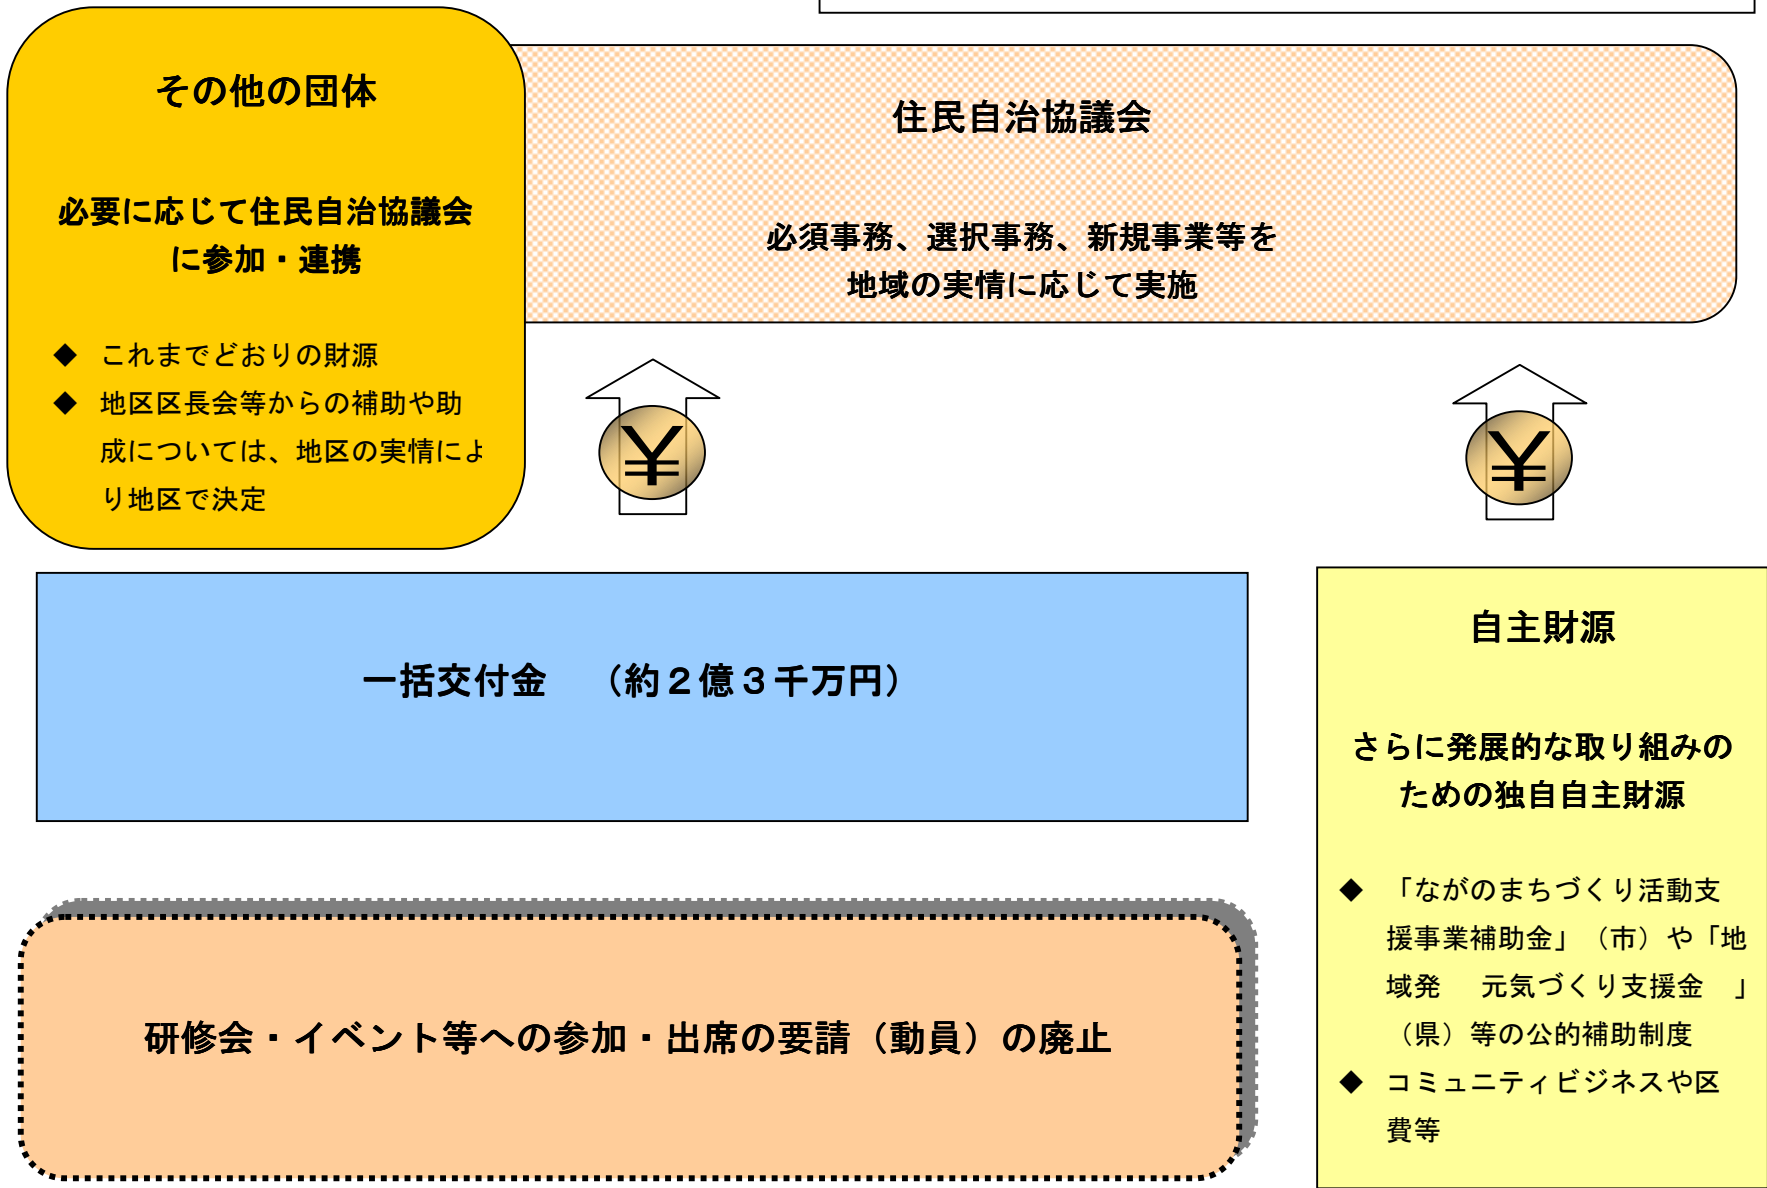 その他の団体
必要に応じて住民自治協議会
に参加・連携
◆ これまでどおりの財源
◆ 地区区長会等からの補助や助
成については、地区の実情によ
り地区で決定
住民自治協議会
必須事務、選択事務、新規事業等を
地域の実情に応じて実施
¥
¥
一括交付金 （約２億３千万円）
研修会・イベント等への参加・出席の要請（動員）の廃止
自主財源
さらに発展的な取り組みの
ための独自自主財源
◆ 「ながのまちづくり活動支
援事業補助金」（市）や「地
域発 元気づくり支援金 」
（県）等の公的補助制度
◆ コミュニティビジネスや区
費等